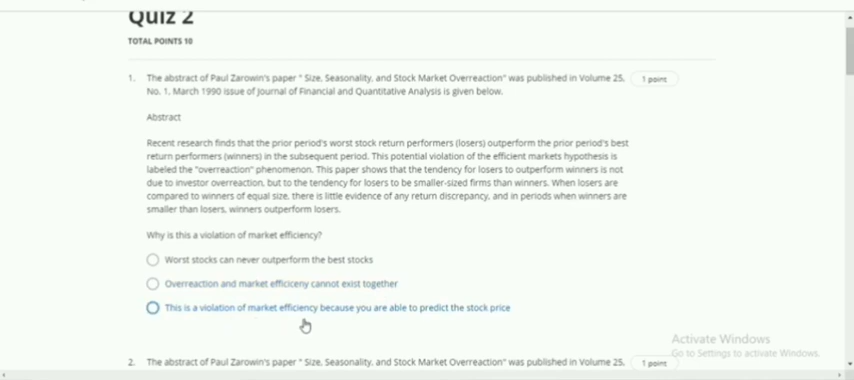 Quiz 2
TOTAL POINTS 10
1. The abstract of Paul Zarowin's paper " Size, Seasonality, and Stock Market Overreaction" was published in Volume 25, 1 point
No. 1, March 1990 issue of Journal of Financial and Quantitative Analysis is given below.
Abstract
Recent research finds that the prior period's worst stock return performers (losers) outperform the prior period's best
return performers (winners) in the subsequent period. This potential violation of the efficient markets hypothesis is
labeled the "overreaction" phenomenon. This paper shows that the tendency for losers to outperform winners is not
due to investor overreaction, but to the tendency for losers to be smaller-sized firms than winners. When losers are
compared to winners of equal size, there is little evidence of any return discrepancy, and in periods when winners are
smaller than losers, winners outperform losers.
Why is this a violation of market efficiency?
Worst stocks can never outperform the best stocks
Overreaction and market efficiceny cannot exist together
This is a violation of market efficiency because you are able to predict the stock price
Activate Windows
Go to Settings to activate Windows.
2. The abstract of Paul Zarowin's paper " Size, Seasonality, and Stock Market Overreaction" was published in Volume 25, 1 point